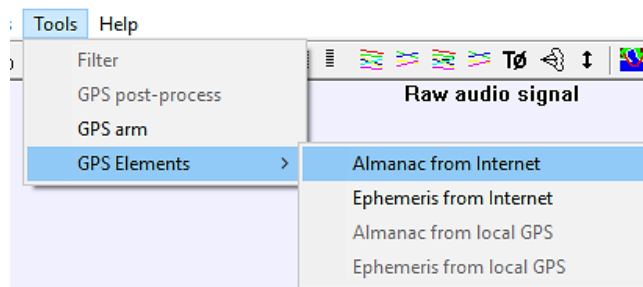 Tools Help
Filter
GPS post-process
GPS arm
GPS Elements
TØ
Raw audio signal
Almanac from Internet
Ephemeris from Internet
Almanac from local GPS
Ephemeris from local GPS